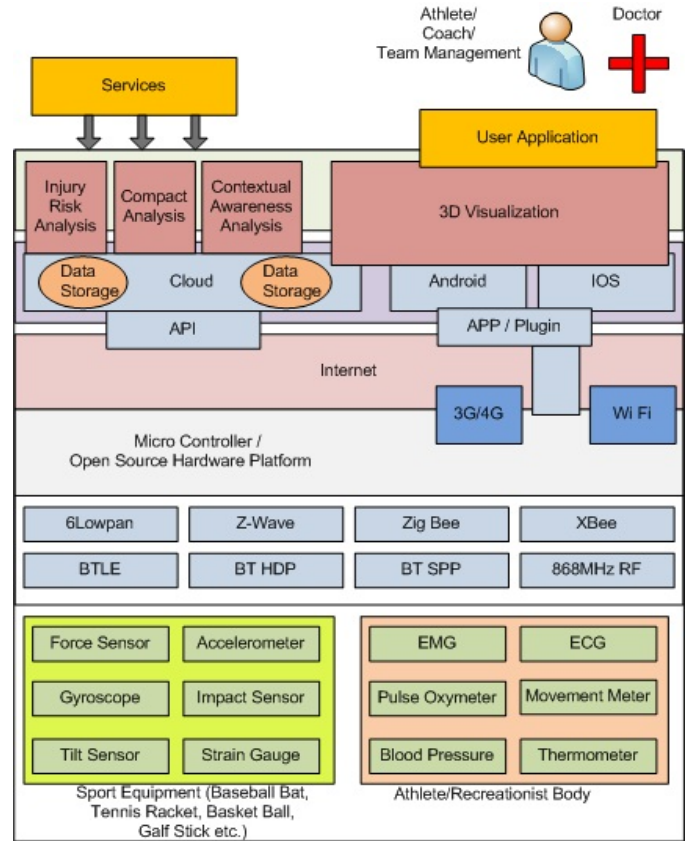 Athlete/
Coach/
Team Management
Doctor
Services
User Application
Injury
Risk
Analysis
Compact
Analysis
Contextual
Awareness
Analysis
3D Visualization
Data
Storage
Cloud
Data
Storage
Android
IOS
API
APP / Plugin
Internet
3G/4G
Wi Fi
Micro Controller /
Open Source Hardware Platform
6Lowpan
Z-Wave
Zig Bee
XBee
BTLE
BT HDP
BT SPP
868MHz RF
Force Sensor
Accelerometer
EMG
ECG
Gyroscope
Impact Sensor
Pulse Oxymeter
Movement Meter
Tilt Sensor
Strain Gauge
Blood Pressure
Thermometer
Sport Equipment (Baseball Bat,
Tennis Racket, Basket Ball,
Galf Stick etc.)
Athlete/Recreationist Body